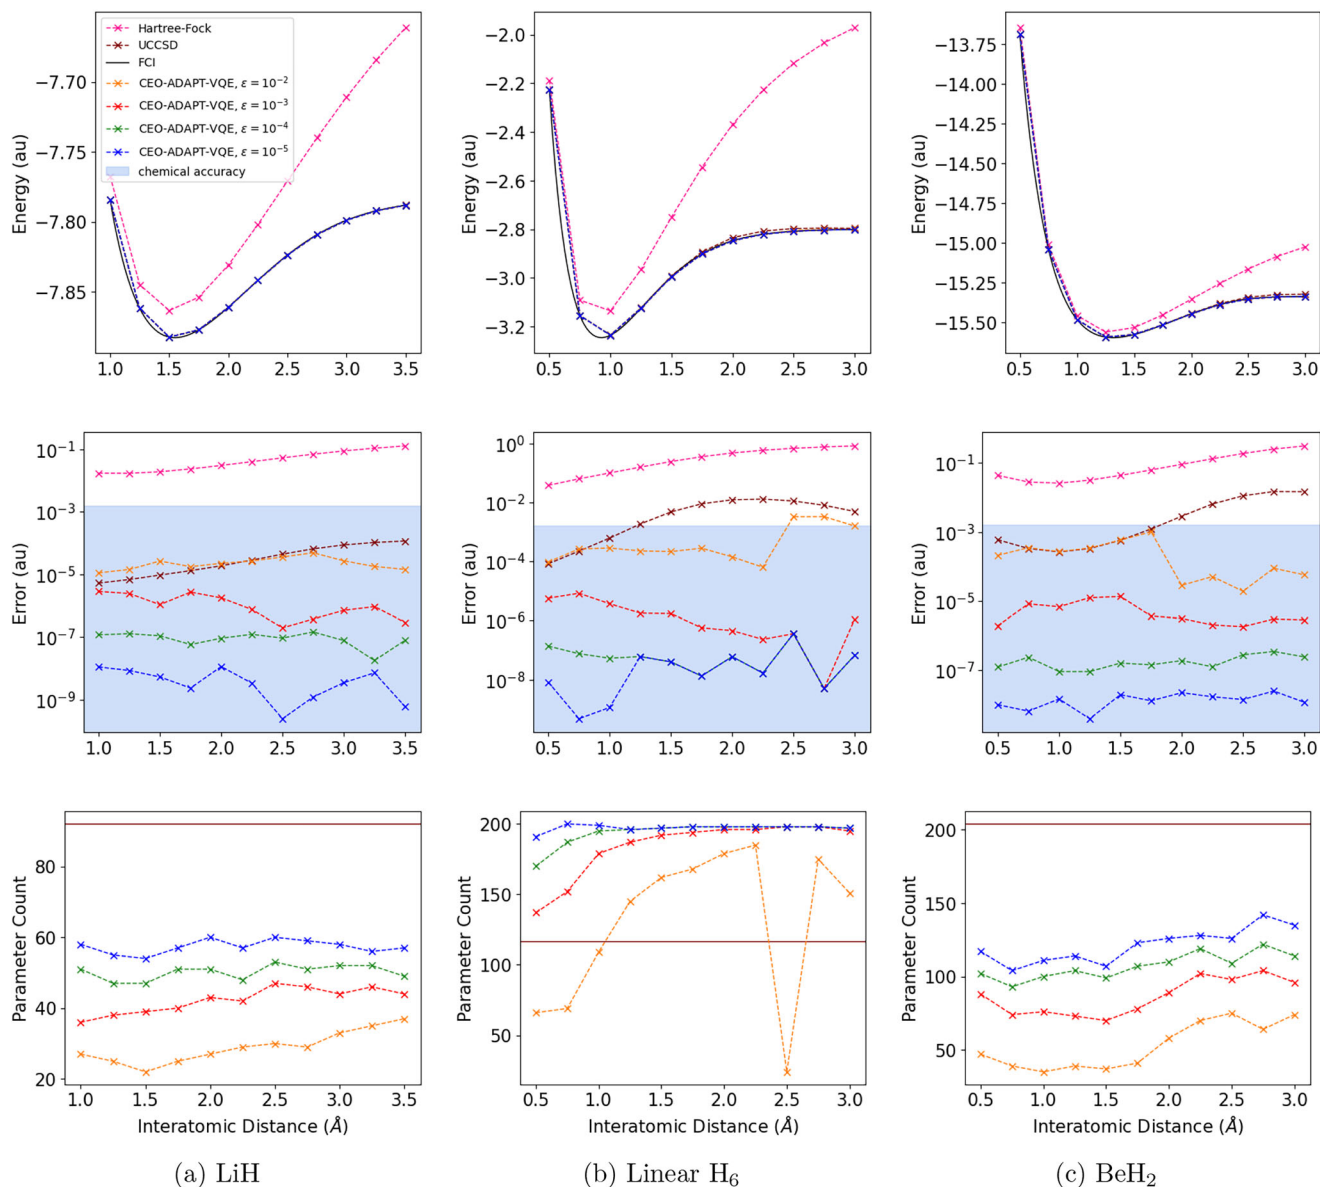 Hartree-Fock
UCCSD
FCI
CEO-ADAPT-VQE, ε = 10⁻²
CEO-ADAPT-VQE, ε = 10⁻³
CEO-ADAPT-VQE, ε = 10⁻⁴
CEO-ADAPT-VQE, ε = 10⁻⁵
chemical accuracy
Energy (au)
−7.70
−7.75
−7.80
−7.85
1.0 1.5 2.0 2.5 3.0 3.5
Energy (au)
−2.0
−2.2
−2.4
−2.6
−2.8
−3.0
−3.2
0.5 1.0 1.5 2.0 2.5 3.0
Energy (au)
−13.75
−14.00
−14.25
−14.50
−14.75
−15.00
−15.25
−15.50
0.5 1.0 1.5 2.0 2.5 3.0
Error (au)
10⁻¹
10⁻³
10⁻⁵
10⁻⁷
10⁻⁹
1.0 1.5 2.0 2.5 3.0 3.5
Error (au)
10⁰
10⁻²
10⁻⁴
10⁻⁶
10⁻⁸
0.5 1.0 1.5 2.0 2.5 3.0
Error (au)
10⁻¹
10⁻³
10⁻⁵
10⁻⁷
0.5 1.0 1.5 2.0 2.5 3.0
Parameter Count
80
60
40
20
1.0 1.5 2.0 2.5 3.0 3.5
Interatomic Distance (Å)
Parameter Count
200
150
100
50
0.5 1.0 1.5 2.0 2.5 3.0
Interatomic Distance (Å)
Parameter Count
200
150
100
50
0.5 1.0 1.5 2.0 2.5 3.0
Interatomic Distance (Å)
(a) LiH
(b) Linear H₆
(c) BeH₂